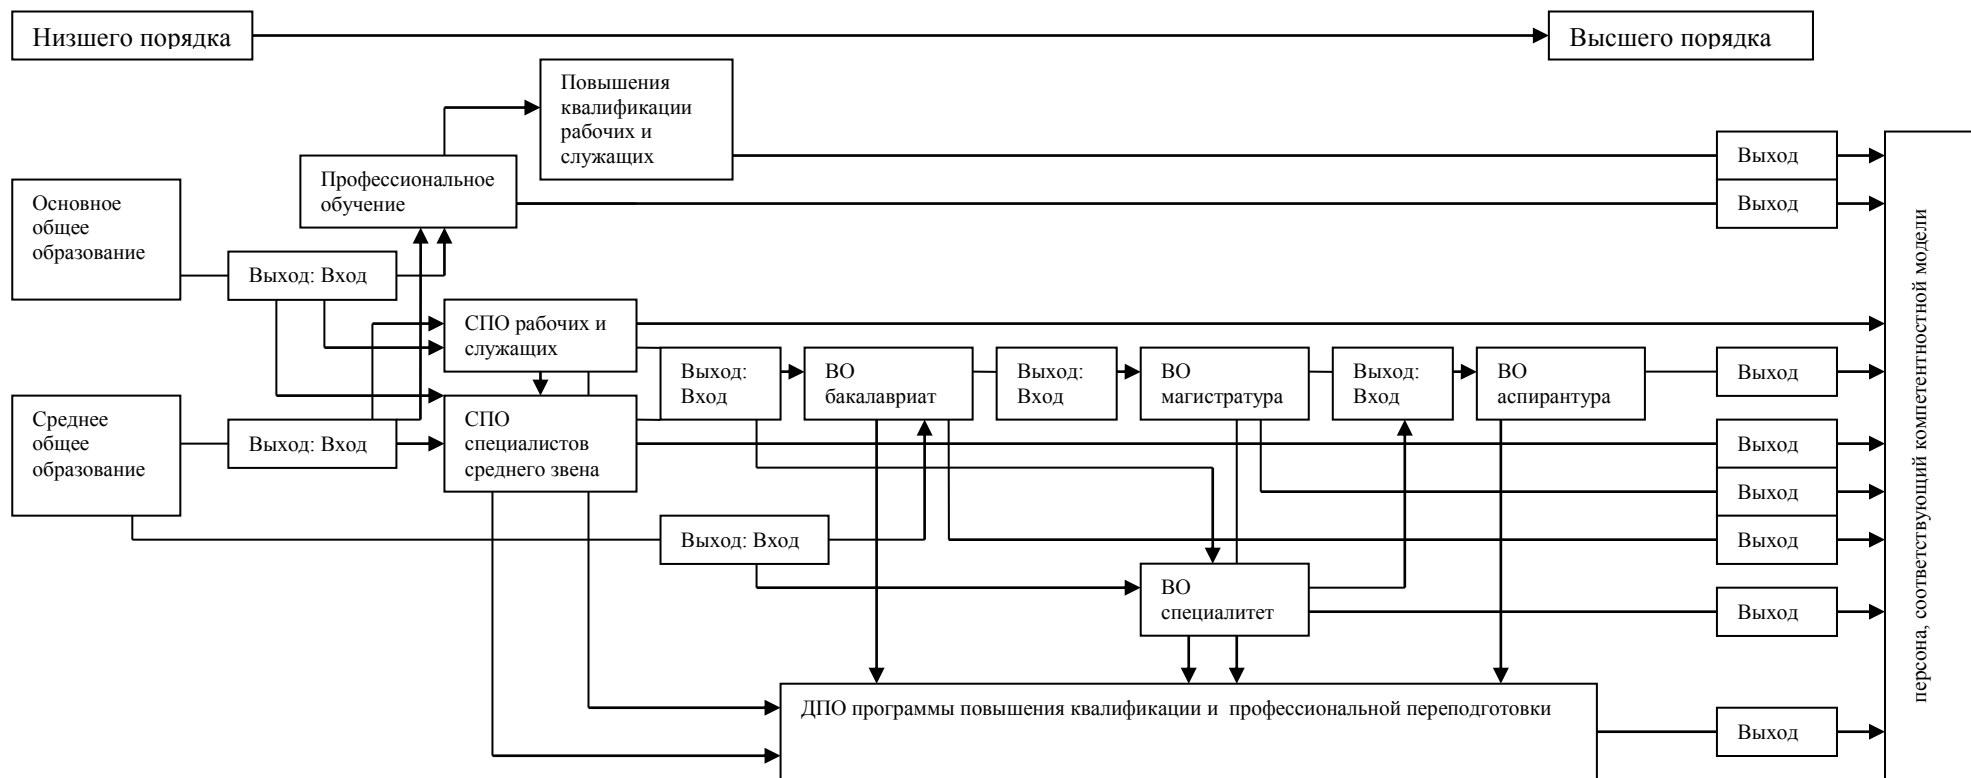 Низшего порядка
Высшего порядка
Повышения
квалификации
рабочих и
служащих
Выход
Профессиональное
обучение
Выход
Основное
общее
образование
Выход: Вход
СПО рабочих и
служащих
Выход:
Вход
ВО
бакалавриат
Выход:
Вход
ВО
магистратура
Выход:
Вход
ВО
аспирантура
Выход
Среднее
общее
образование
Выход: Вход
СПО
специалистов
среднего звена
Выход
Выход
Выход: Вход
Выход
ВО
специалитет
Выход
ДПО программы повышения квалификации и профессиональной переподготовки
Выход
персона, соответствующий компетентностной модели